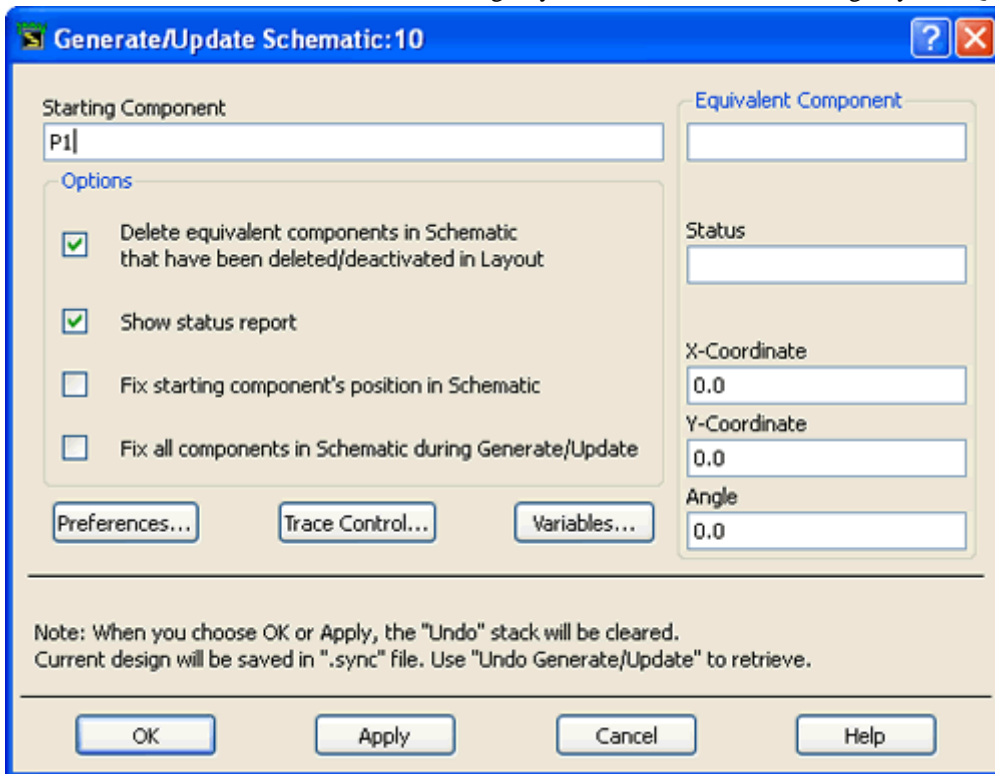 Generate/Update Schematic:10
Starting Component
P1
Equivalent Component
Options
Delete equivalent components in Schematic
that have been deleted/deactivated in Layout
Status
Show status report
X-Coordinate
0.0
Fix starting component's position in Schematic
Y-Coordinate
0.0
Fix all components in Schematic during Generate/Update
Angle
0.0
Preferences...
Trace Control...
Variables...
Note: When you choose OK or Apply, the "Undo" stack will be cleared.
Current design will be saved in ".sync" file. Use "Undo Generate/Update" to retrieve.
OK
Apply
Cancel
Help